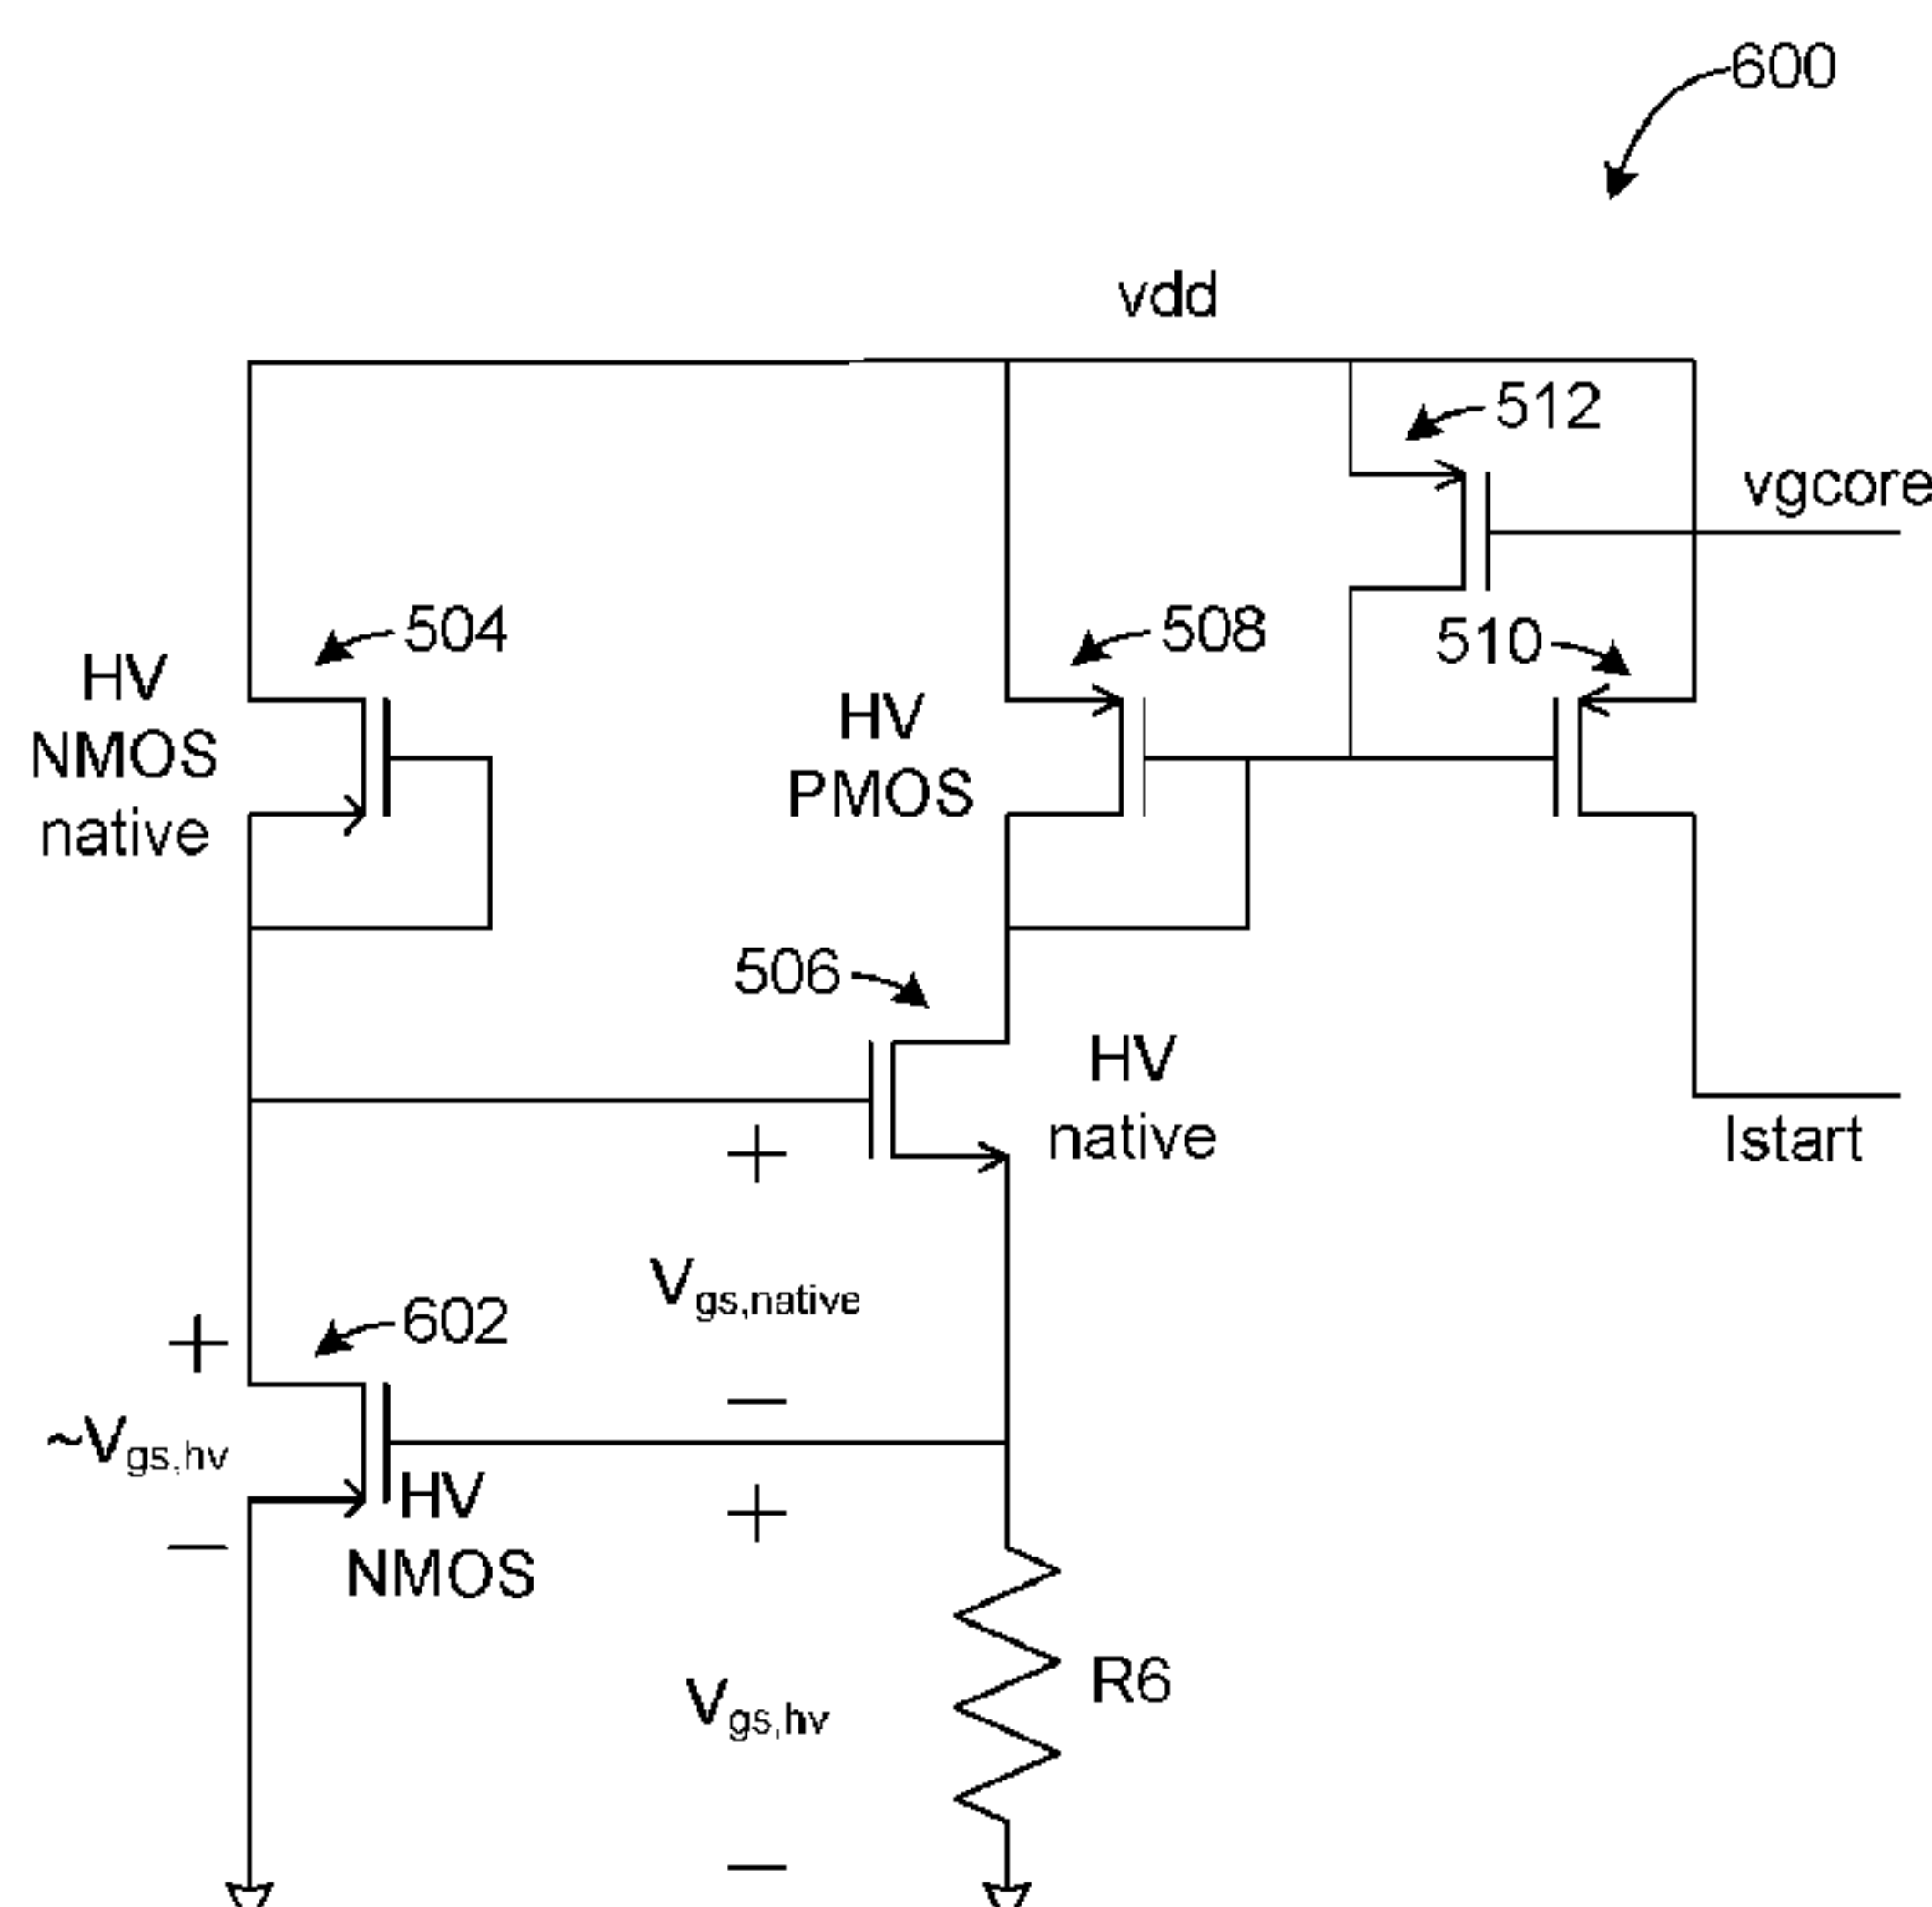 600
vdd
512
vgcore
504
508
510
HV
NMOS
native
HV
PMOS
506
HV
native
Istart
+
Vgs,native
−
+
602
~Vgs,hv
−
HV
NMOS
+
Vgs,hv
−
R6